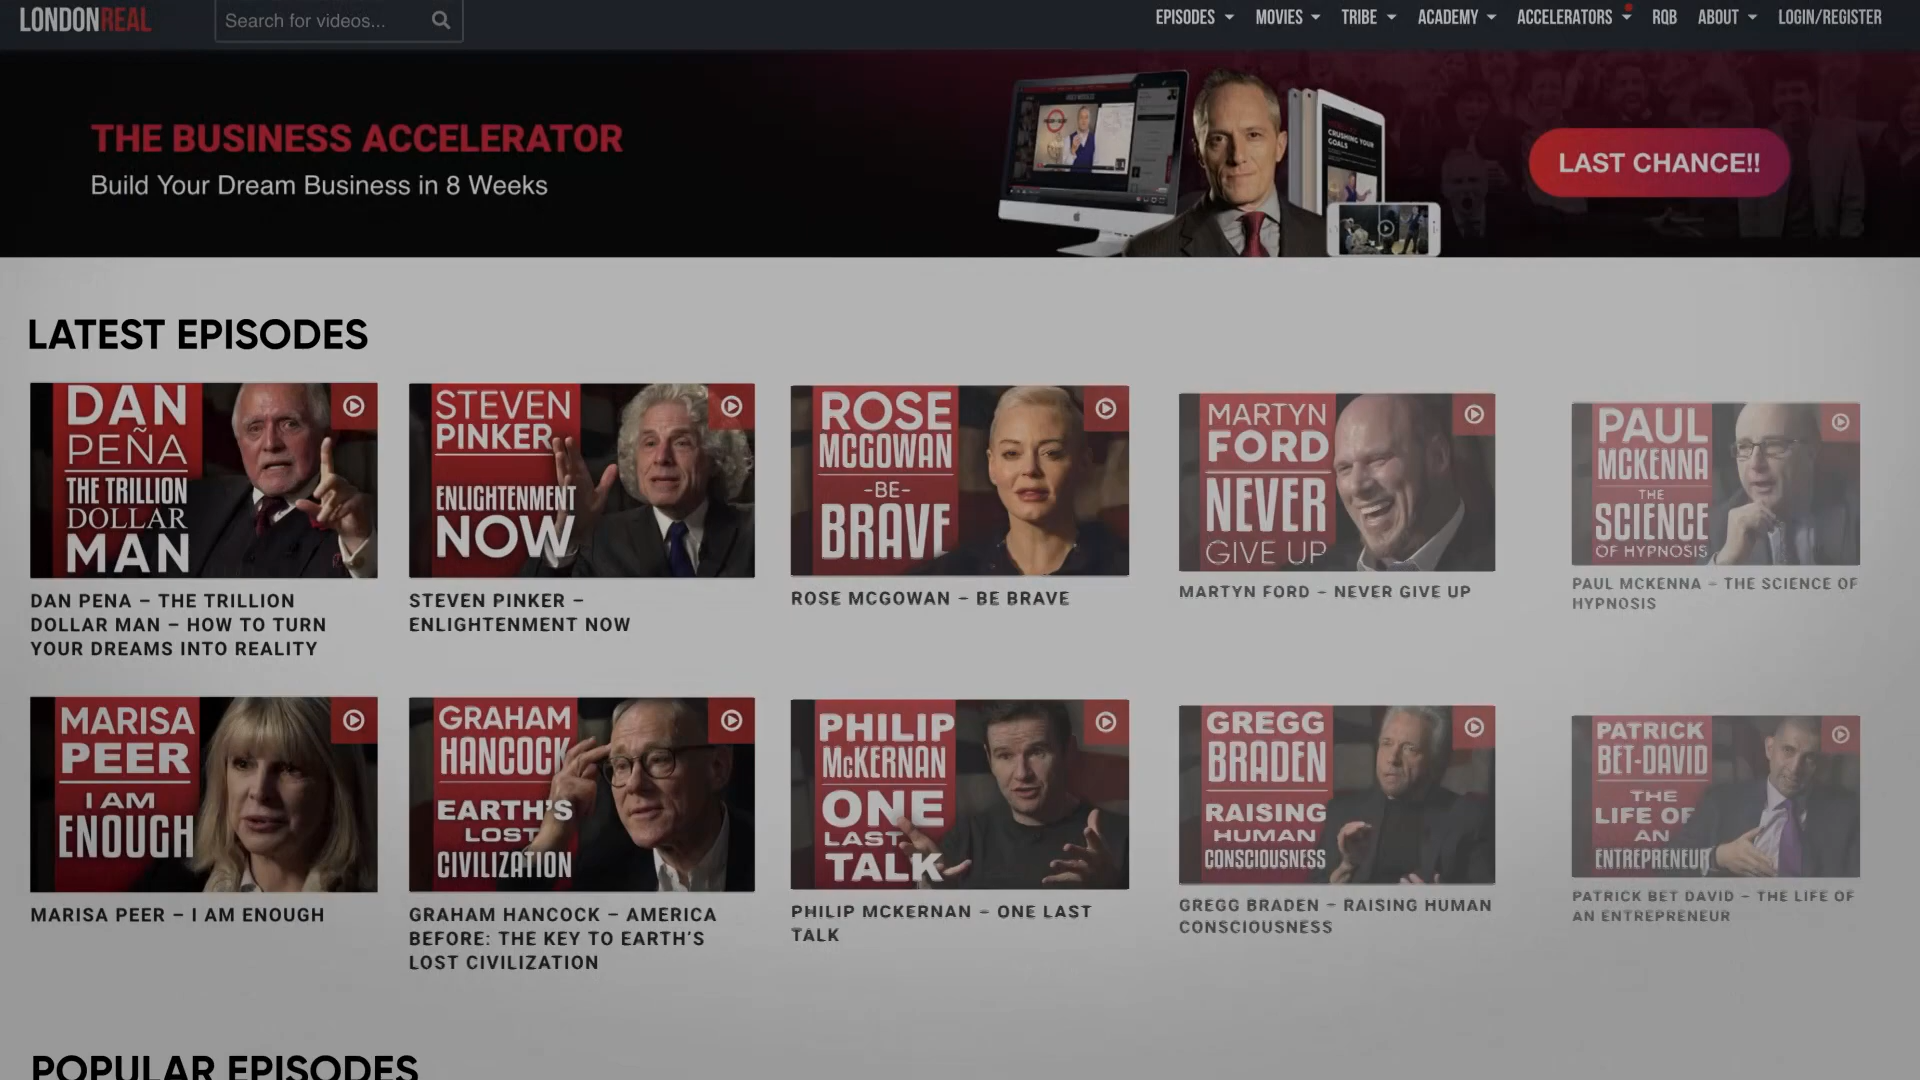 LONDONREAL
Search for videos...
EPISODES
MOVIES
TRIBE
ACADEMY
ACCELERATORS
RQB
ABOUT
LOGIN/REGISTER
THE BUSINESS ACCELERATOR
Build Your Dream Business in 8 Weeks
CRUSHING YOUR
GOALS
LAST CHANCE!!
LATEST EPISODES
DAN
PEÑA
THE TRILLION
DOLLAR
MAN
DAN PENA – THE TRILLION
DOLLAR MAN – HOW TO TURN
YOUR DREAMS INTO REALITY
STEVEN
PINKER
ENLIGHTENMENT
NOW
STEVEN PINKER –
ENLIGHTENMENT NOW
ROSE
MCGOWAN
-BE-
BRAVE
ROSE MCGOWAN – BE BRAVE
MARTYN
FORD
NEVER
GIVE UP
MARTYN FORD – NEVER GIVE UP
PAUL
MCKENNA
THE
SCIENCE
OF HYPNOSIS
PAUL MCKENNA – THE SCIENCE OF
HYPNOSIS
MARISA
PEER
I AM
ENOUGH
MARISA PEER – I AM ENOUGH
GRAHAM
HANCOCK
EARTH'S
LOST
CIVILIZATION
GRAHAM HANCOCK – AMERICA
BEFORE: THE KEY TO EARTH'S
LOST CIVILIZATION
PHILIP
McKERNAN
ONE
LAST
TALK
PHILIP MCKERNAN – ONE LAST
TALK
GREGG
BRADEN
RAISING
HUMAN
CONSCIOUSNESS
GREGG BRADEN – RAISING HUMAN
CONSCIOUSNESS
PATRICK
BET-DAVID
THE
LIFE OF
AN
ENTREPRENEUR
PATRICK BET DAVID – THE LIFE OF
AN ENTREPRENEUR
POPULAR EPISODES